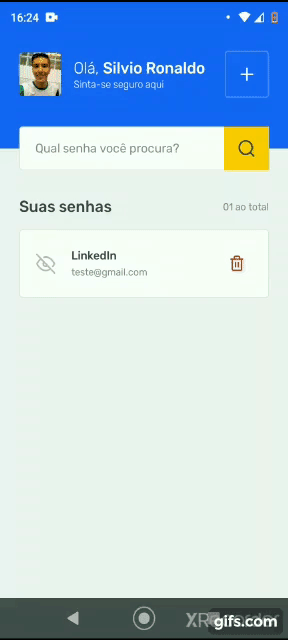 16:24
Olá, Silvio Ronaldo
Sinta-se seguro aqui
Qual senha você procura?
Suas senhas
01 ao total
LinkedIn
teste@gmail.com
gifs.com